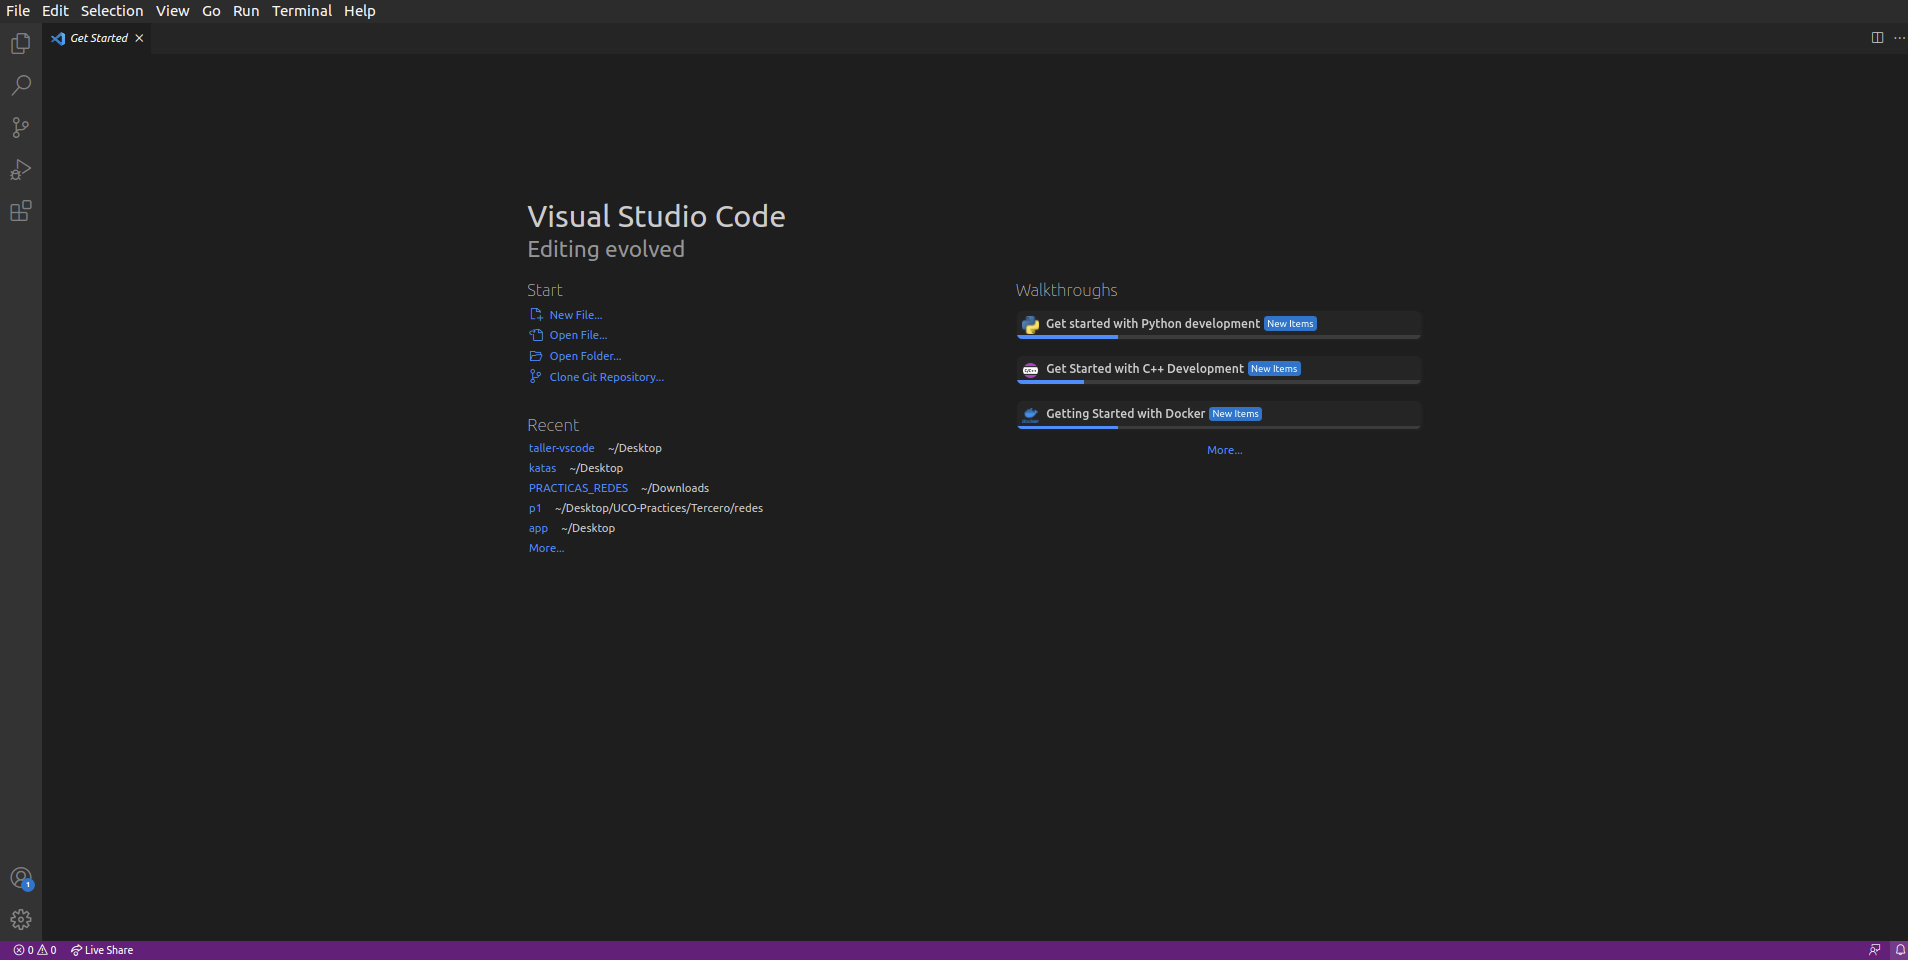 File Edit Selection View Go Run Terminal Help
Get Started
Visual Studio Code
Editing evolved
Start
New File...
Open File...
Open Folder...
Clone Git Repository...
Recent
taller-vscode ~/Desktop
katas ~/Desktop
PRACTICAS_REDES ~/Downloads
p1 ~/Desktop/UCO-Practices/Tercero/redes
app ~/Desktop
More...
Walkthroughs
Get started with Python development New Items
Get Started with C++ Development New Items
Getting Started with Docker New Items
More...
1
0 0 Live Share